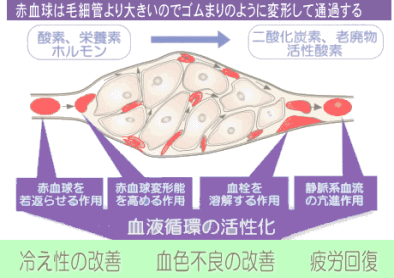 赤血球は毛細管より大きいのでゴムまりのように変形して通過する
酸素、栄養素
ホルモン
二酸化炭素、老廃物
活性酸素
赤血球を
若返らせる作用
赤血球変形能
を高める作用
血栓を
溶解する作用
静脈系血流
の亢進作用
血液循環の活性化
冷え性の改善 血色不良の改善 疲労回復